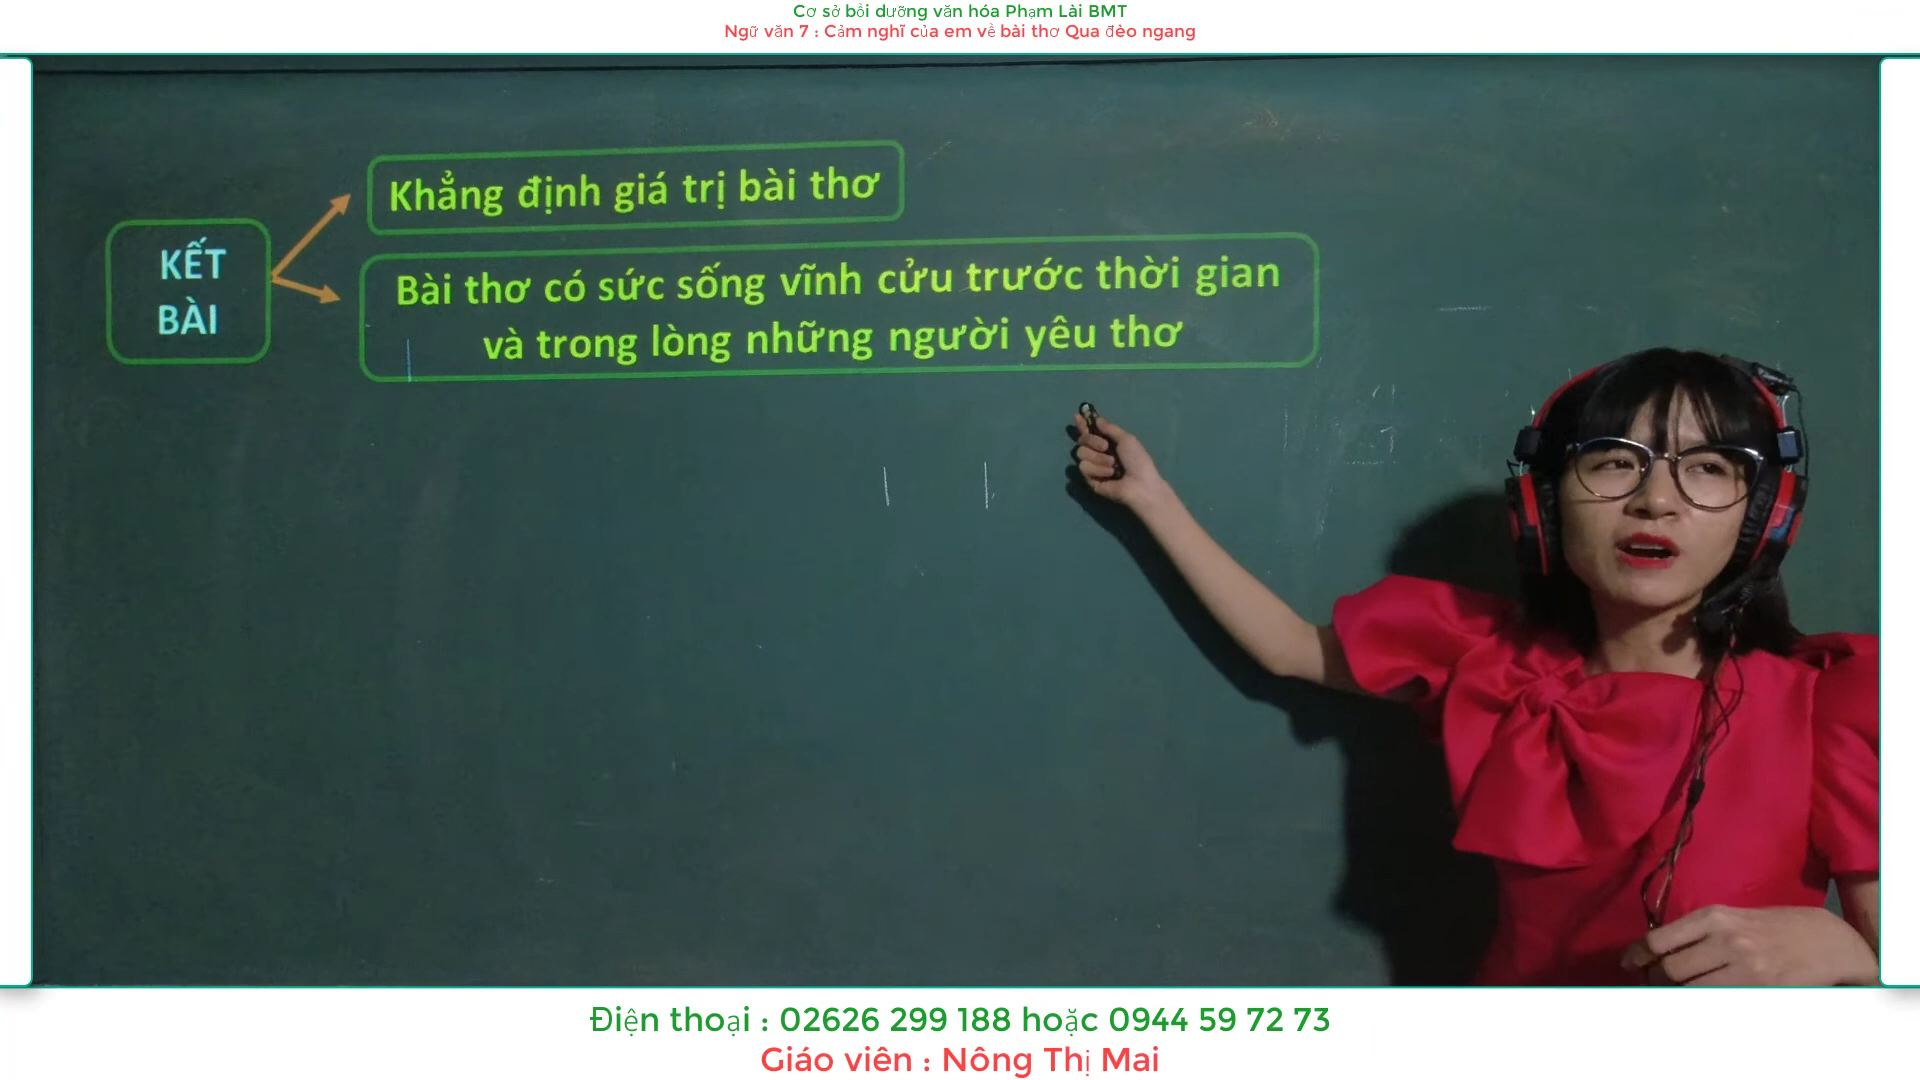 Cơ sở bồi dưỡng văn hóa Phạm Lài BMT
Ngữ văn 7 : Cảm nghĩ của em về bài thơ Qua đèo ngang
Khẳng định giá trị bài thơ
KẾT
BÀI
Bài thơ có sức sống vĩnh cửu trước thời gian
và trong lòng những người yêu thơ
Điện thoại : 02626 299 188 hoặc 0944 59 72 73
Giáo viên : Nông Thị Mai